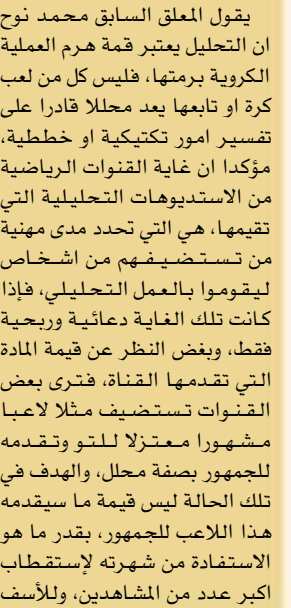 يقول المعلق السابق محمد نوح
ان التحليل يعتبر قمة هرم العملية
الكروية برمتها، فليس كل من لعب
كرة او تابعها يعد محللا قادرا على
تفسير امور تكتيكية او خططية،
مؤكدا ان غاية القنوات الرياضية
من الاستديوهات التحليلية التي
تقيمها، هي التي تحدد مدى مهنية
من تستضيفهم من اشخاص
ليقوموا بالعمل التحليلي، فإذا
كانت تلك الغاية دعائية وربحية
فقط، وبغض النظر عن قيمة المادة
التي تقدمها القناة، فترى بعض
القنوات تستضيف مثلا لاعبا
مشهورا معتزلا للتو وتقدمه
للجمهور بصفة محلل، والهدف في
تلك الحالة ليس قيمة ما سيقدمه
هذا اللاعب للجمهور، بقدر ما هو
الاستفادة من شهرته لإستقطاب
اكبر عدد من المشاهدين، وللأسف